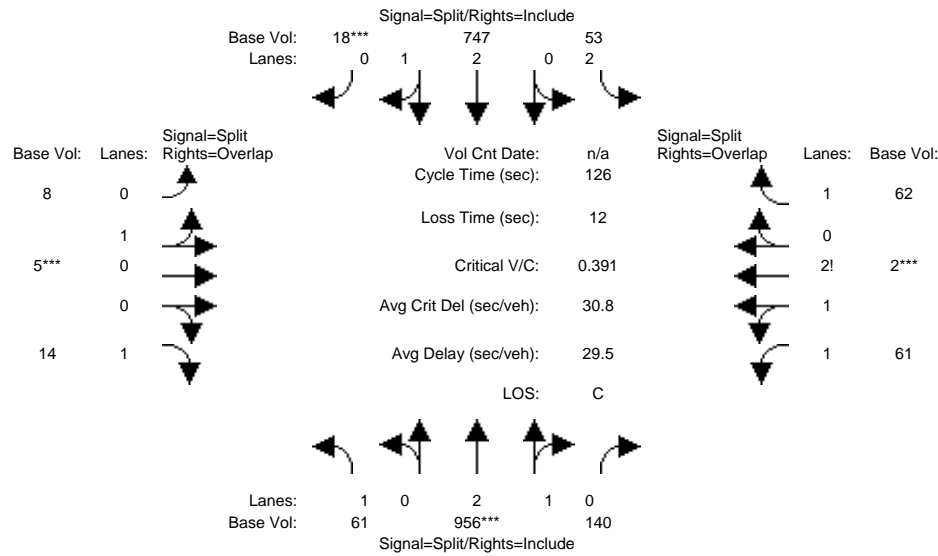 Signal=Split/Rights=Include
Base Vol: 18*** 747 53
Lanes: 0 1 2 0 2
Signal=Split
Base Vol: Lanes: Rights=Overlap
Vol Cnt Date: n/a
Signal=Split
Rights=Overlap Lanes: Base Vol:
Cycle Time (sec): 126
8 0
1 62
Loss Time (sec): 12
1
0
5*** 0
Critical V/C: 0.391
2! 2***
0
Avg Crit Del (sec/veh): 30.8
1
14 1
Avg Delay (sec/veh): 29.5
1 61
LOS: C
Lanes: 1 0 2 1 0
Base Vol: 61 956*** 140
Signal=Split/Rights=Include